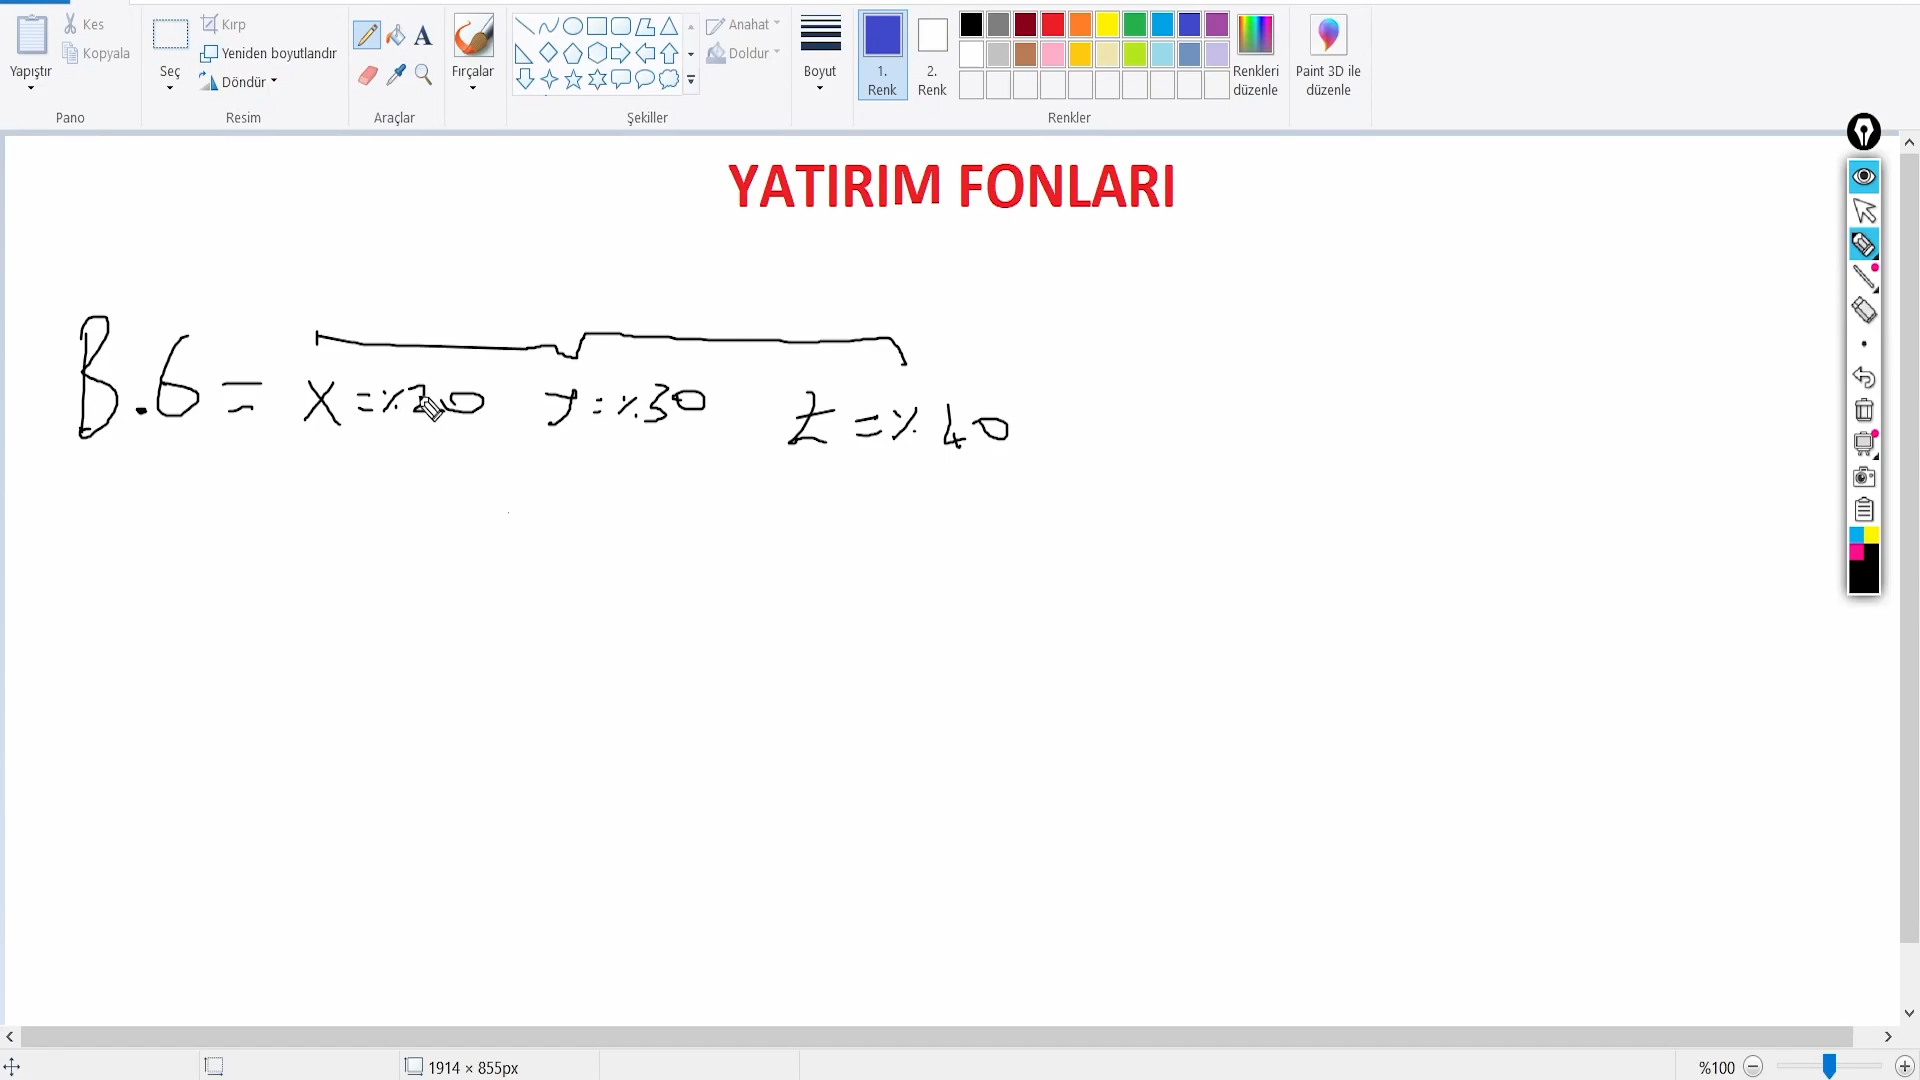 Yapıştır
Kes
Kopyala
Pano
Seç
Kırp
Yeniden boyutlandır
Döndür
Resim
A
Araçlar
Fırçalar
Şekiller
Anahat
Doldur
Boyut
1. Renk
2. Renk
Renkleri düzenle
Renkler
Paint 3D ile düzenle
YATIRIM FONLARI
B.6 = X=%30 y=%30 Z=%40
1914 × 855px
%100